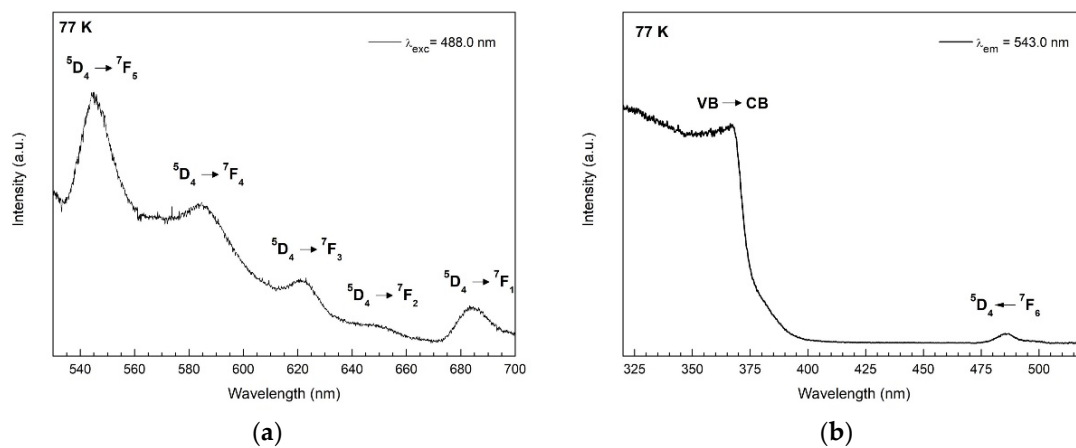 77 K
λexc= 488.0 nm
⁵D₄ → ⁷F₅
⁵D₄ → ⁷F₄
⁵D₄ → ⁷F₃
⁵D₄ → ⁷F₂
⁵D₄ → ⁷F₁
Intensity (a.u.)
540 560 580 600 620 640 660 680 700
Wavelength (nm)
(a)
77 K
λem= 543.0 nm
VB → CB
⁵D₄ ← ⁷F₆
Intensity (a.u.)
325 350 375 400 425 450 475 500
Wavelength (nm)
(b)